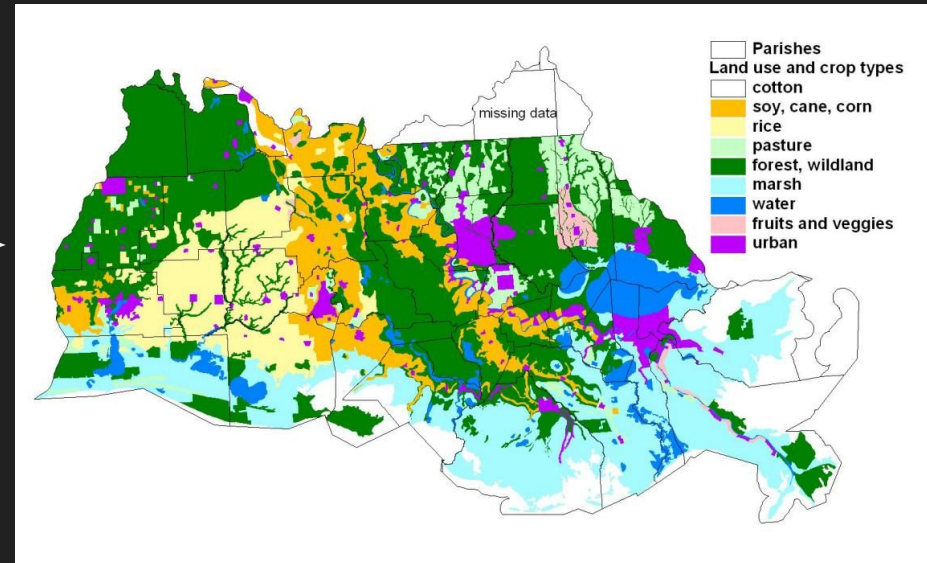 Parishes
Land use and crop types
cotton
soy, cane, corn
rice
pasture
forest, wildland
marsh
water
fruits and veggies
urban
missing data